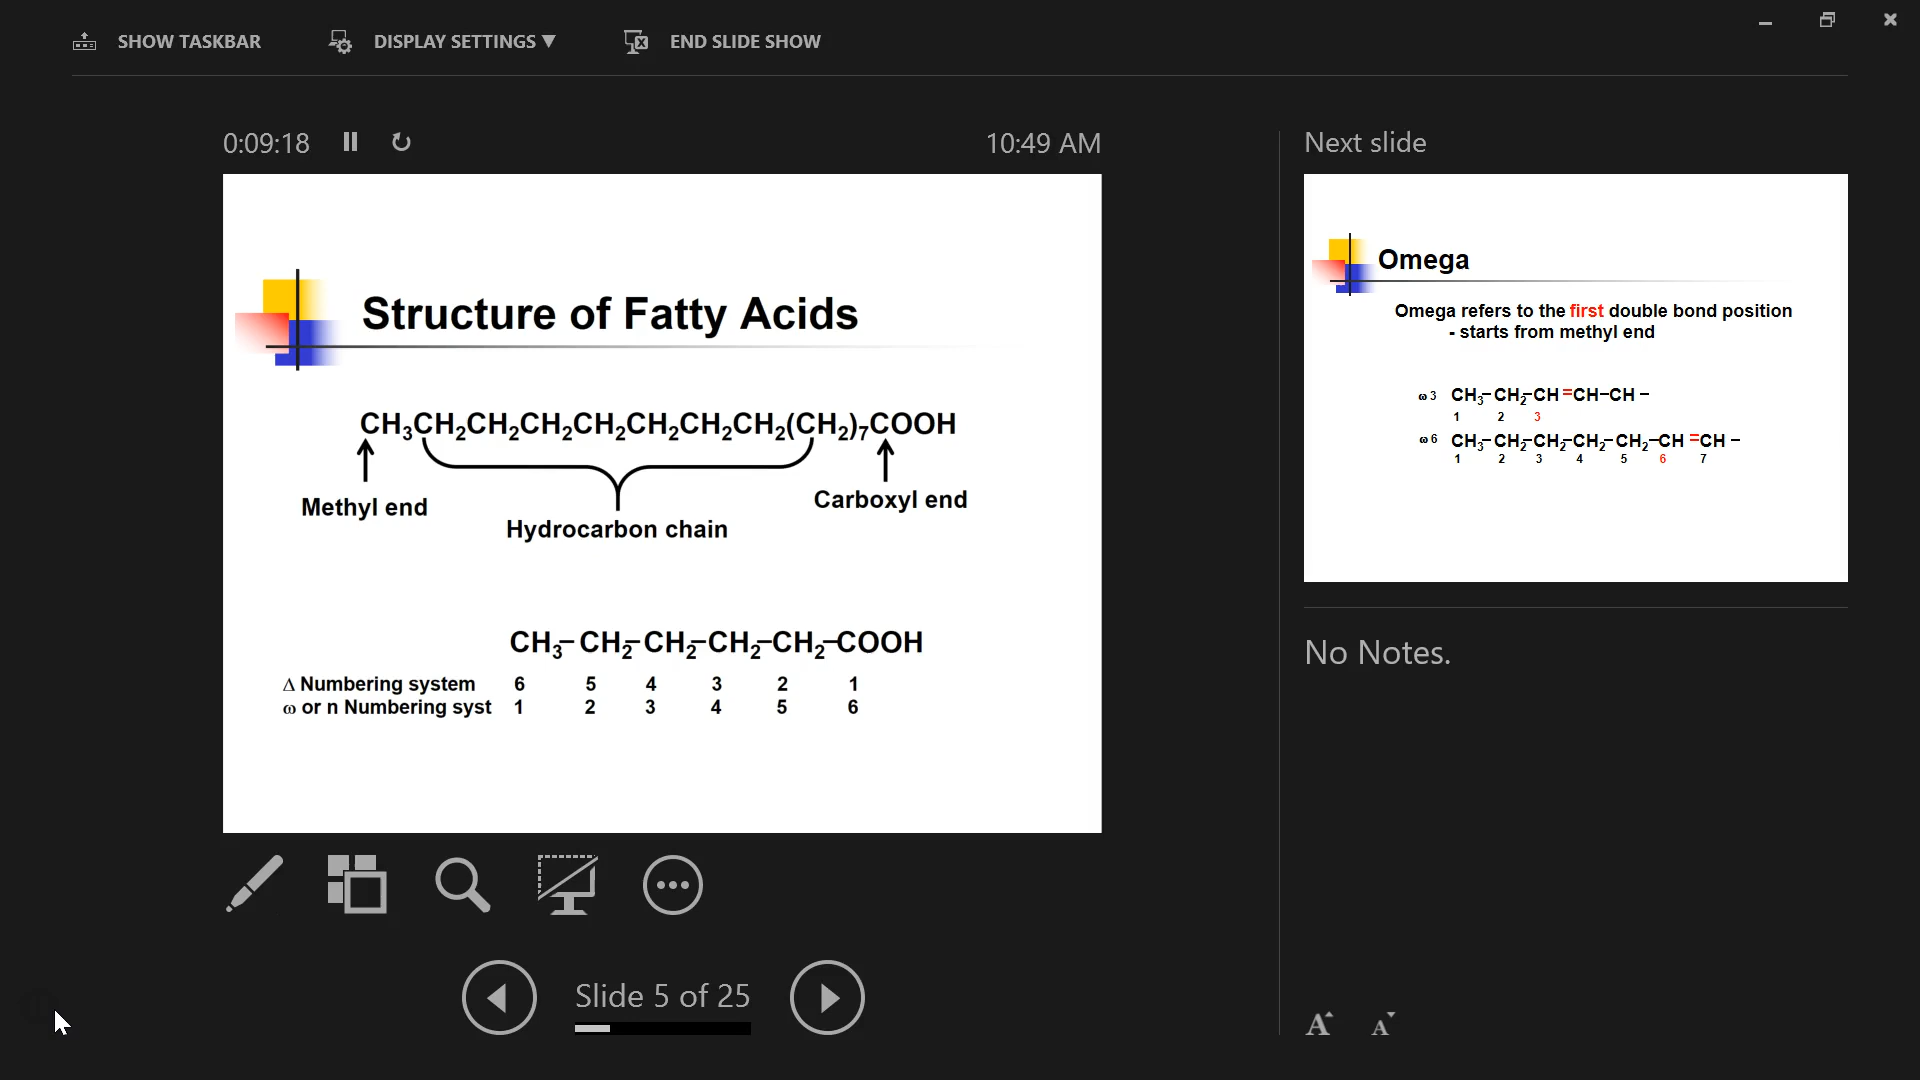 SHOW TASKBAR DISPLAY SETTINGS ▼ END SLIDE SHOW
0:09:18 10:49 AM
Structure of Fatty Acids
CH₃CH₂CH₂CH₂CH₂CH₂CH₂CH₂(CH₂)₇COOH
Methyl end
Carboxyl end
Hydrocarbon chain
CH₃–CH₂–CH₂–CH₂–CH₂–COOH
Δ Numbering system 6 5 4 3 2 1
ω or n Numbering syst 1 2 3 4 5 6
Slide 5 of 25
Next slide
Omega
Omega refers to the first double bond position
- starts from methyl end
ω 3 CH₃–CH₂–CH=CH–CH–
1 2 3
ω 6 CH₃–CH₂–CH₂–CH₂–CH₂–CH=CH–
1 2 3 4 5 6 7
No Notes.
A A